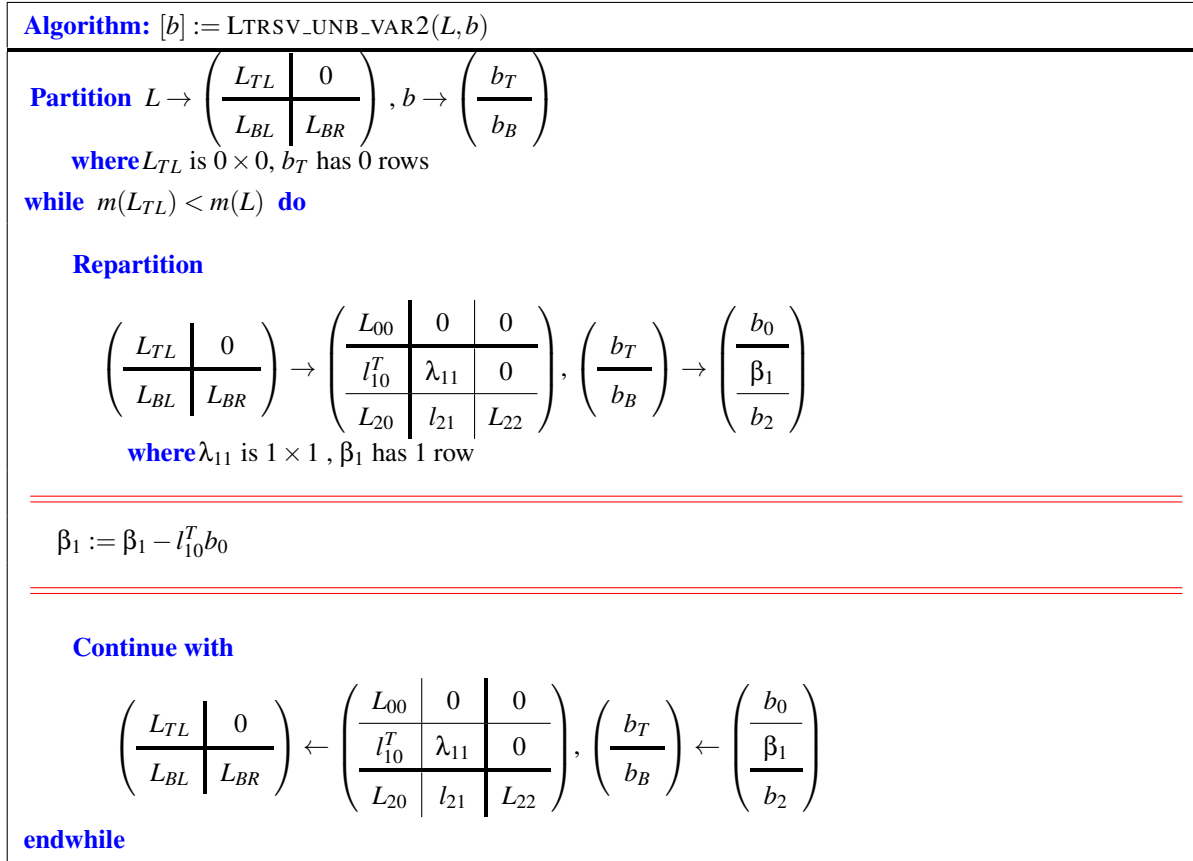 Algorithm: [b] := LTRSV_UNB_VAR2(L,b)
Partition L → ( L_TL | 0 ; L_BL | L_BR ) , b → ( b_T ; b_B )
where L_TL is 0 × 0, b_T has 0 rows
while m(L_TL) < m(L) do
Repartition
( L_TL | 0 ; L_BL | L_BR ) → ( L_00 | 0 | 0 ; l_10^T | λ_11 | 0 ; L_20 | l_21 | L_22 ), ( b_T ; b_B ) → ( b_0 ; β_1 ; b_2 )
where λ_11 is 1 × 1 , β_1 has 1 row
β_1 := β_1 − l_10^T b_0
Continue with
( L_TL | 0 ; L_BL | L_BR ) ← ( L_00 | 0 | 0 ; l_10^T | λ_11 | 0 ; L_20 | l_21 | L_22 ), ( b_T ; b_B ) ← ( b_0 ; β_1 ; b_2 )
endwhile